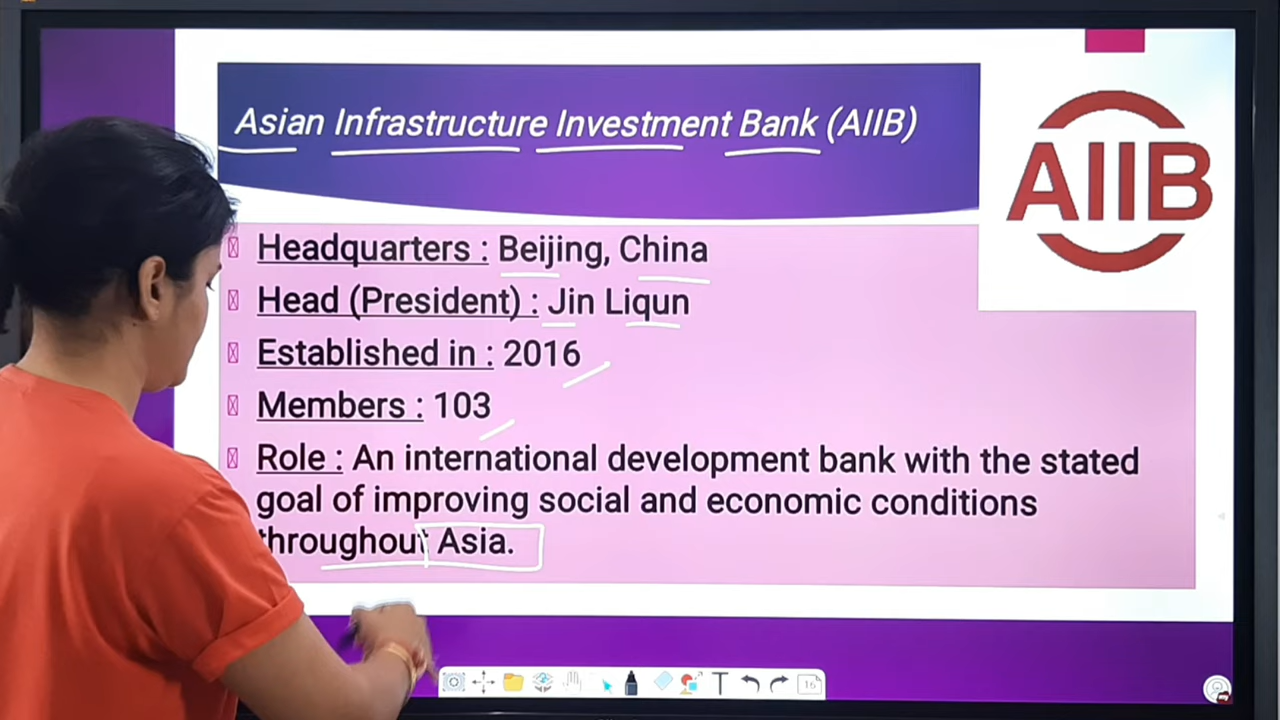 Asian Infrastructure Investment Bank (AIIB)
AIIB
Headquarters : Beijing, China
Head (President) : Jin Liqun
Established in : 2016
Members : 103
Role : An international development bank with the stated
goal of improving social and economic conditions
throughout Asia.
T
16